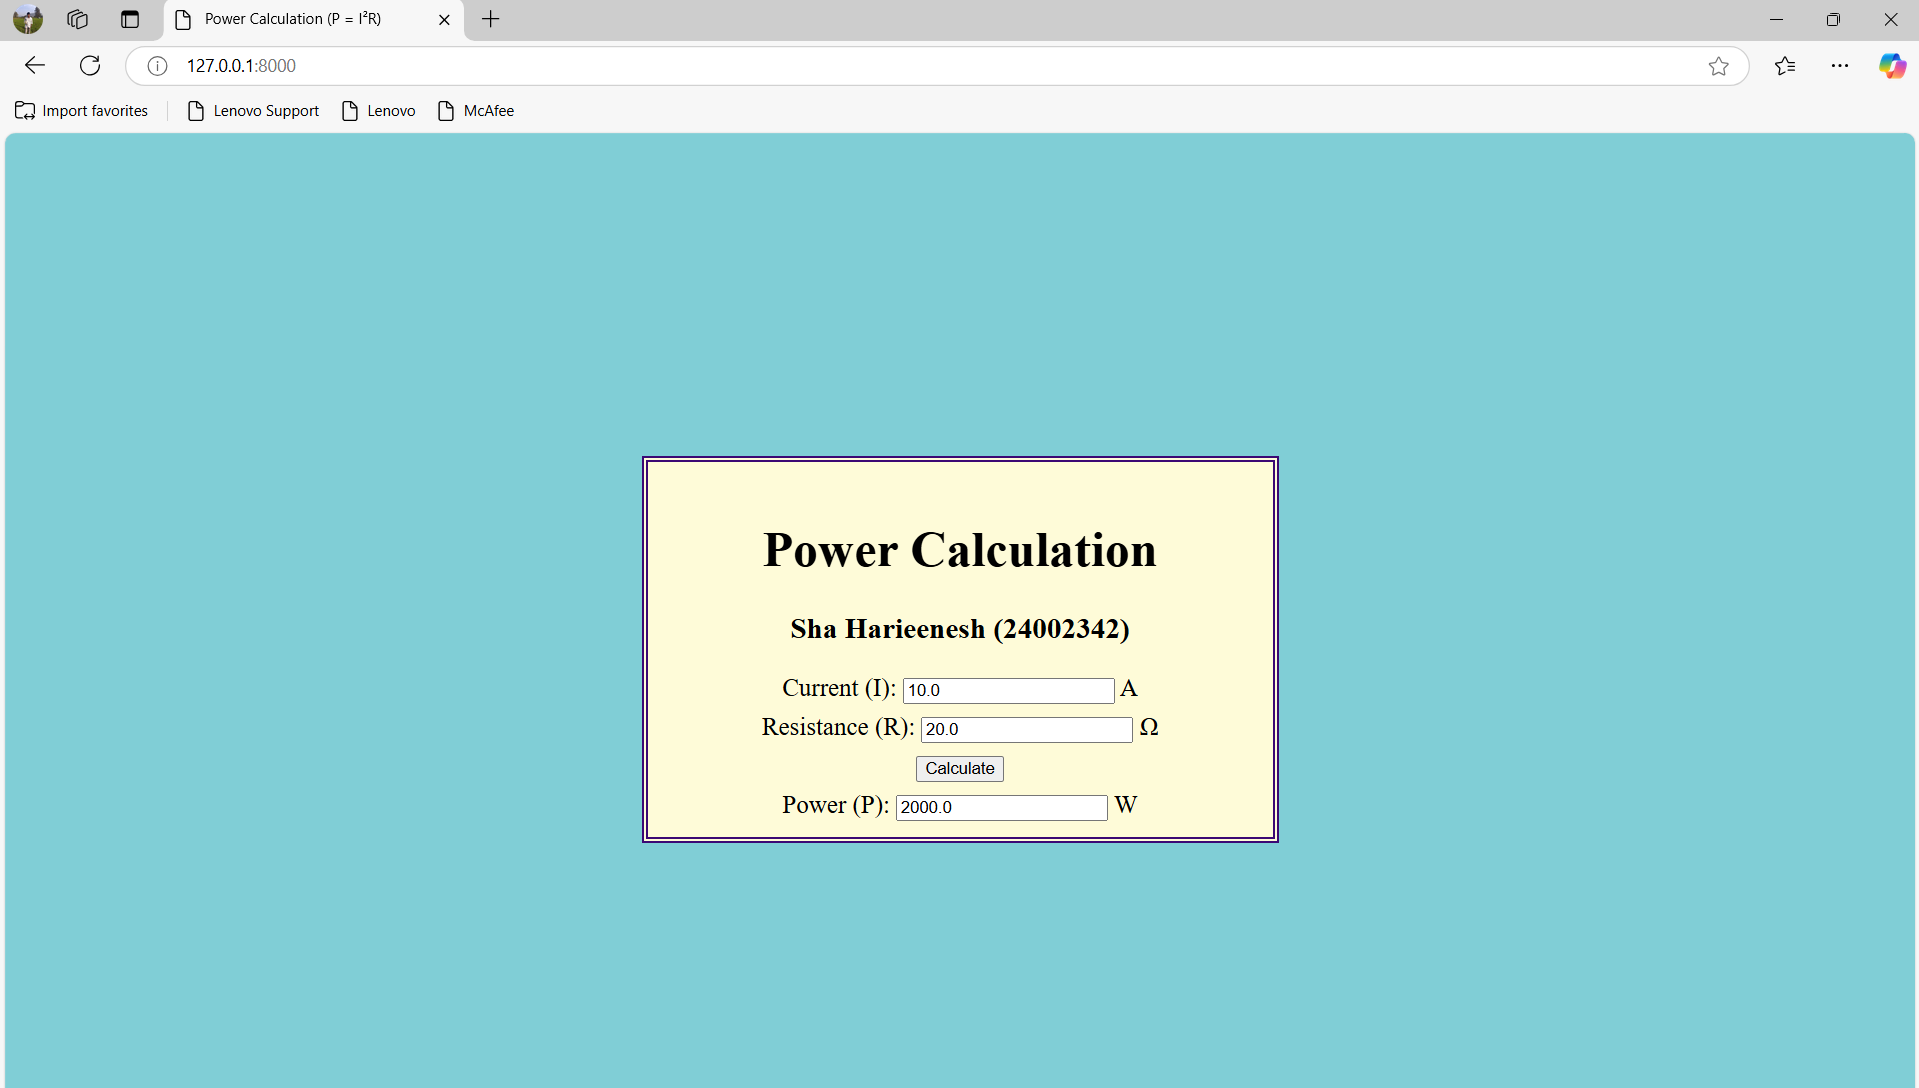 Power Calculation (P = I²R)
127.0.0.1:8000
Import favorites
Lenovo Support
Lenovo
McAfee
Power Calculation
Sha Harieenesh (24002342)
Current (I): 10.0 A
Resistance (R): 20.0 Ω
Calculate
Power (P): 2000.0 W